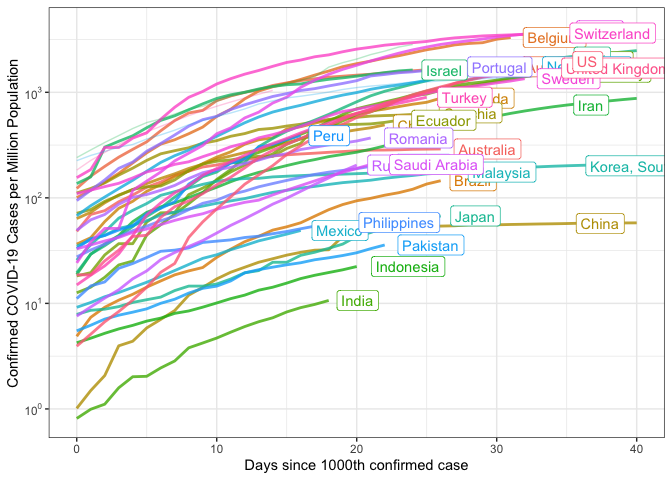 Confirmed COVID-19 Cases per Million Population
10³
10²
10¹
10⁰
Switzerland
Belgiu
US
United Kingdom
Portugal
Israel
Sweden
Turkey
Iran
Ecuador
Peru
Romania
Australia
Saudi Arabia
Malaysia
Korea, Sou
Brazil
Japan
Philippines
Mexico
China
Pakistan
Indonesia
India
0
10
20
30
40
Days since 1000th confirmed case